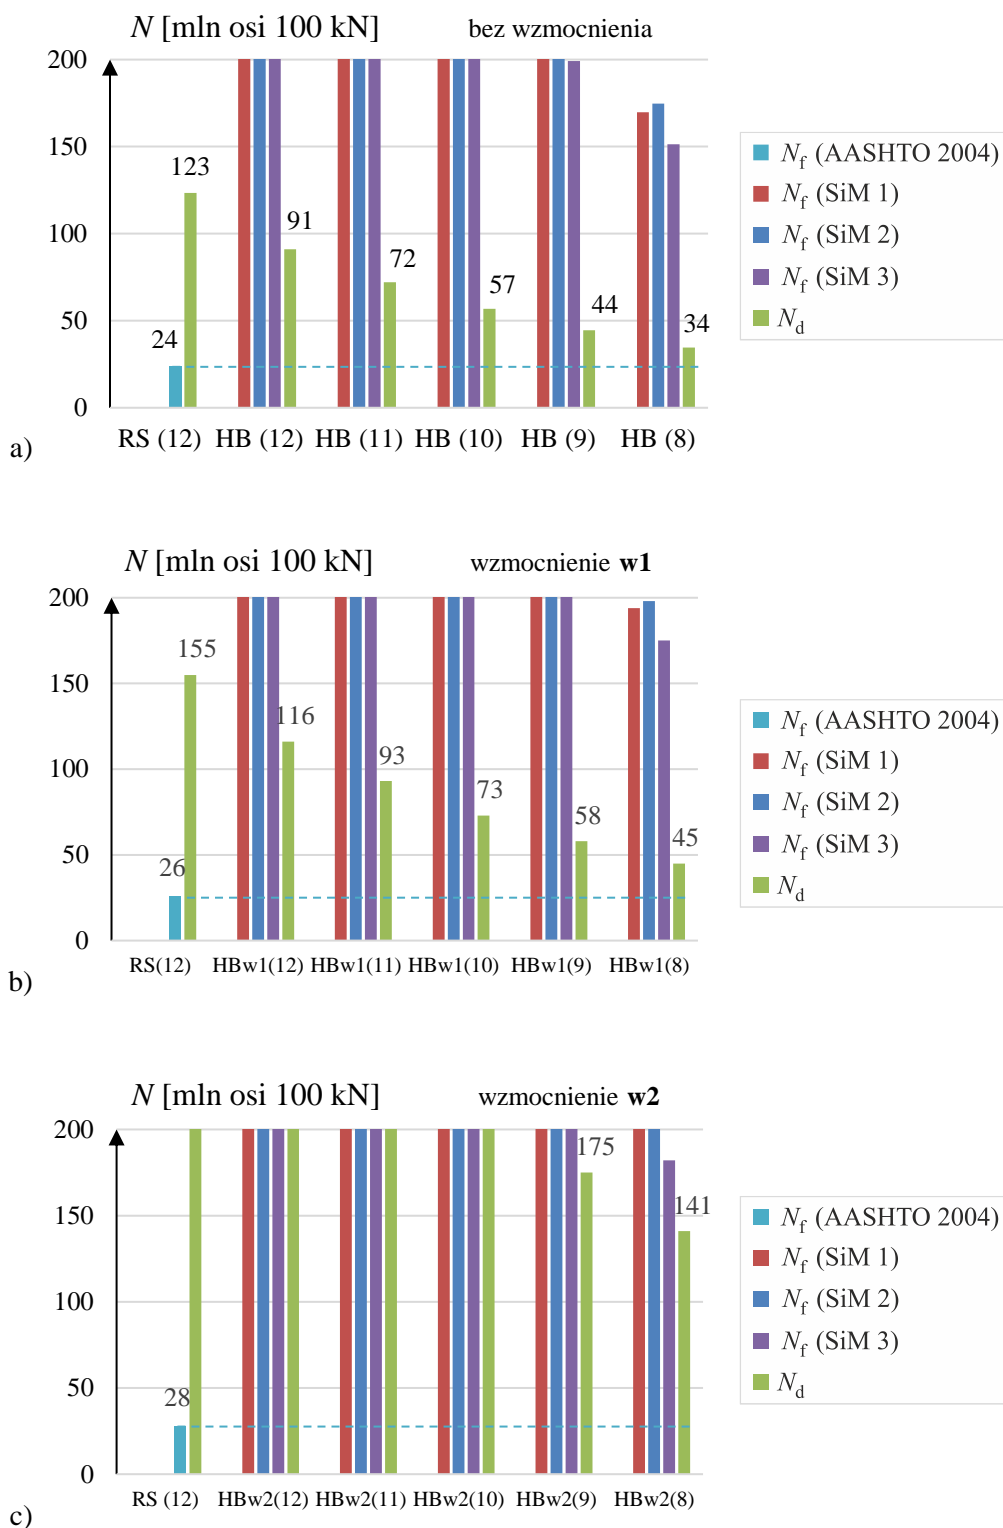 N [mln osi 100 kN] bez wzmocnienia
200
150
100
50
0
123
24
91
72
57
44
34
RS (12) HB (12) HB (11) HB (10) HB (9) HB (8)
Nf (AASHTO 2004)
Nf (SiM 1)
Nf (SiM 2)
Nf (SiM 3)
Nd
a)
N [mln osi 100 kN] wzmocnienie w1
200
150
100
50
0
155
26
116
93
73
58
45
RS(12) HBw1(12) HBw1(11) HBw1(10) HBw1(9) HBw1(8)
Nf (AASHTO 2004)
Nf (SiM 1)
Nf (SiM 2)
Nf (SiM 3)
Nd
b)
N [mln osi 100 kN] wzmocnienie w2
200
150
100
50
0
28
175
141
RS (12) HBw2(12) HBw2(11) HBw2(10) HBw2(9) HBw2(8)
Nf (AASHTO 2004)
Nf (SiM 1)
Nf (SiM 2)
Nf (SiM 3)
Nd
c)